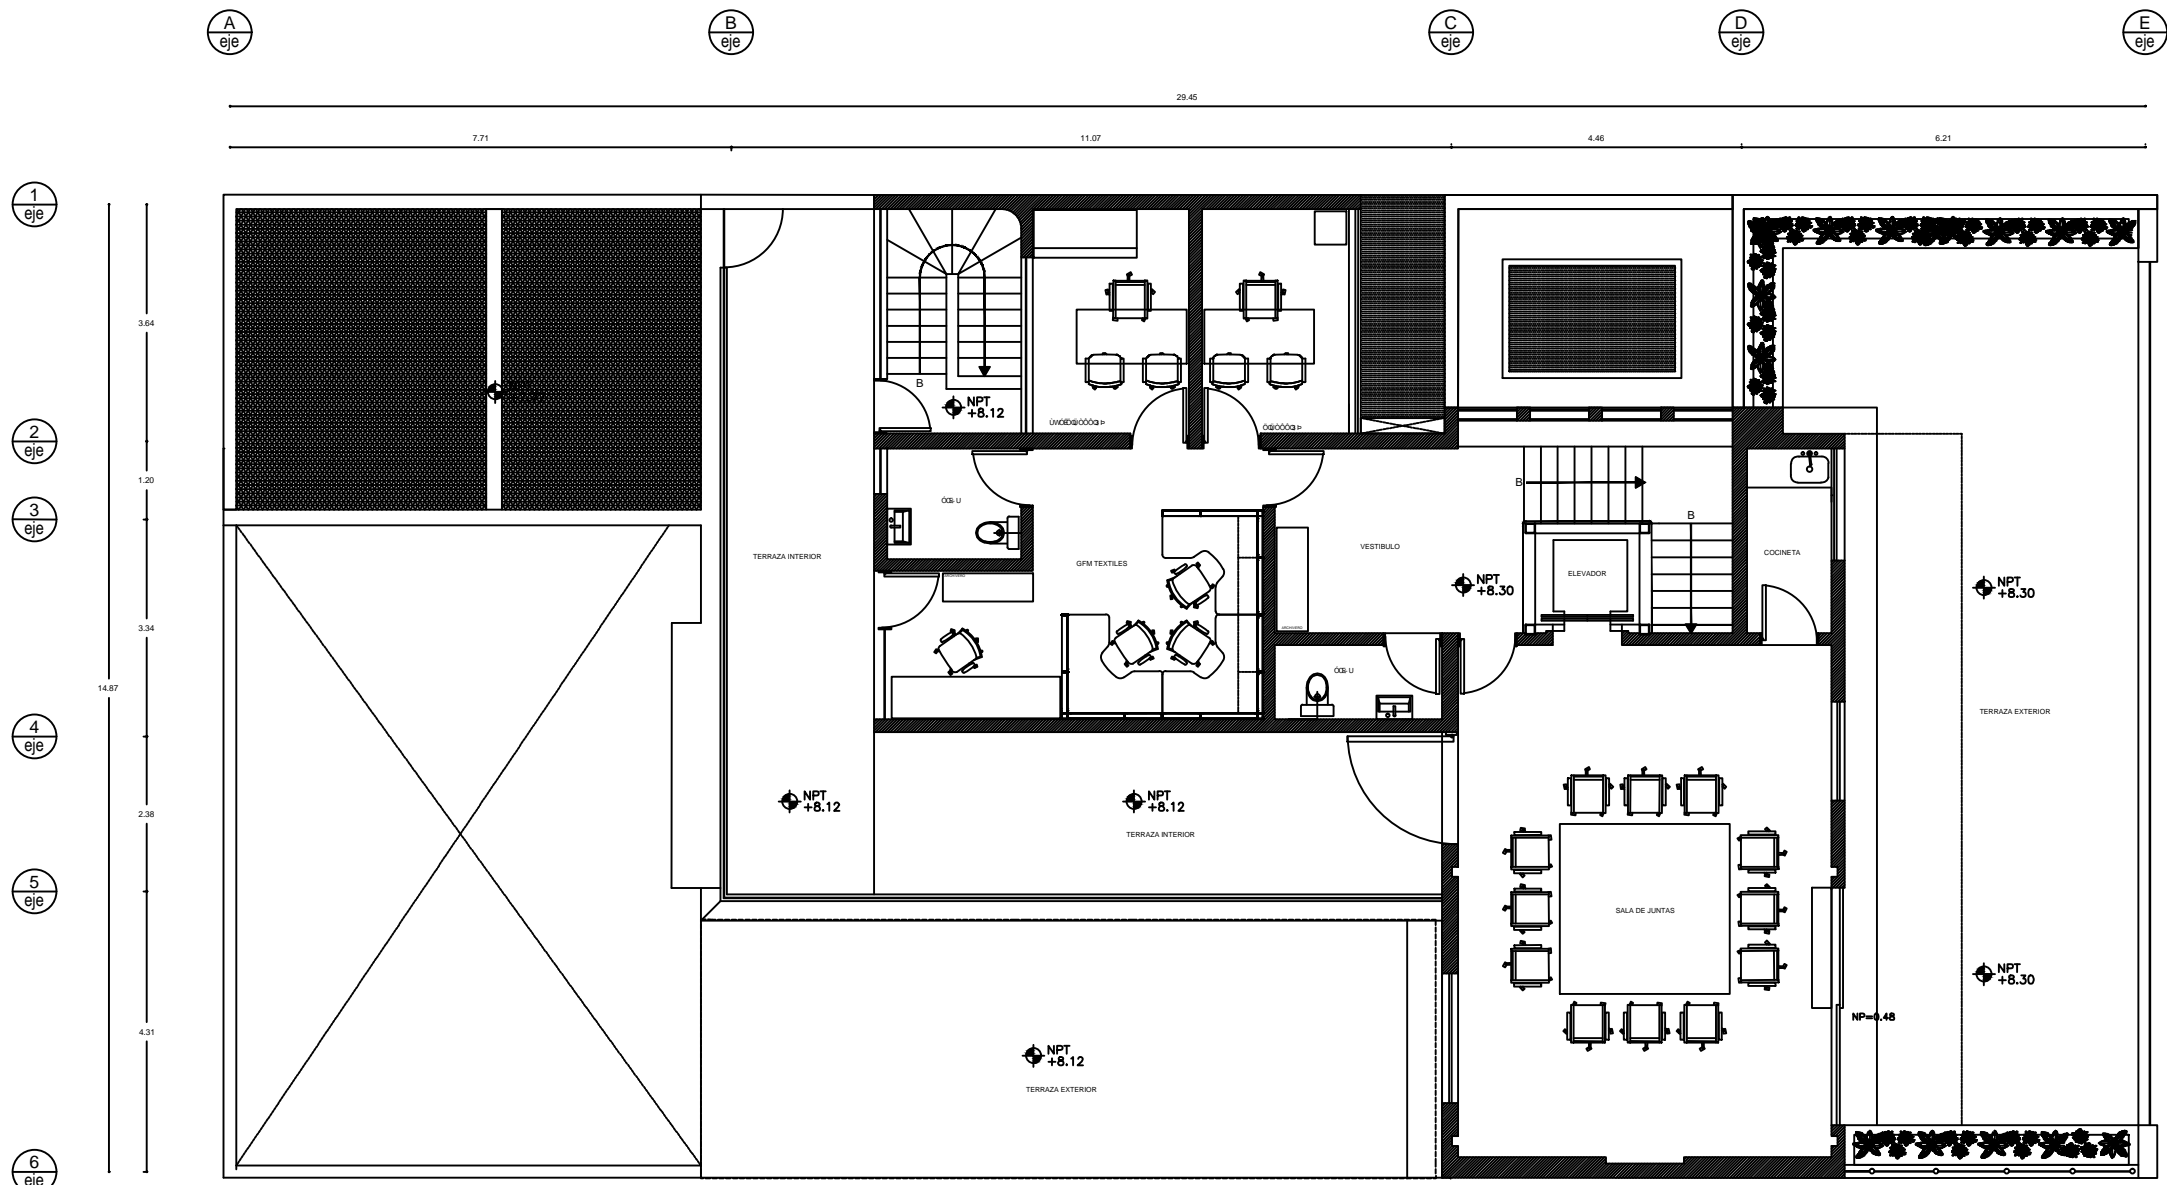 A
eje
B
eje
C
eje
D
eje
E
eje
29.45
7.71
11.07
4.46
6.21
1
eje
2
eje
3
eje
4
eje
5
eje
6
eje
3.64
1.20
3.34
14.87
2.38
4.31
B
NPT
+8.12
TERRAZA INTERIOR
GFM TEXTILES
ARCHIVERO
VESTIBULO
ARCHIVERO
NPT
+8.30
B
B
ELEVADOR
COCINETA
NPT
+8.30
TERRAZA EXTERIOR
NPT
+8.12
NPT
+8.12
TERRAZA INTERIOR
SALA DE JUNTAS
NPT
+8.30
NP=0.48
NPT
+8.12
TERRAZA EXTERIOR